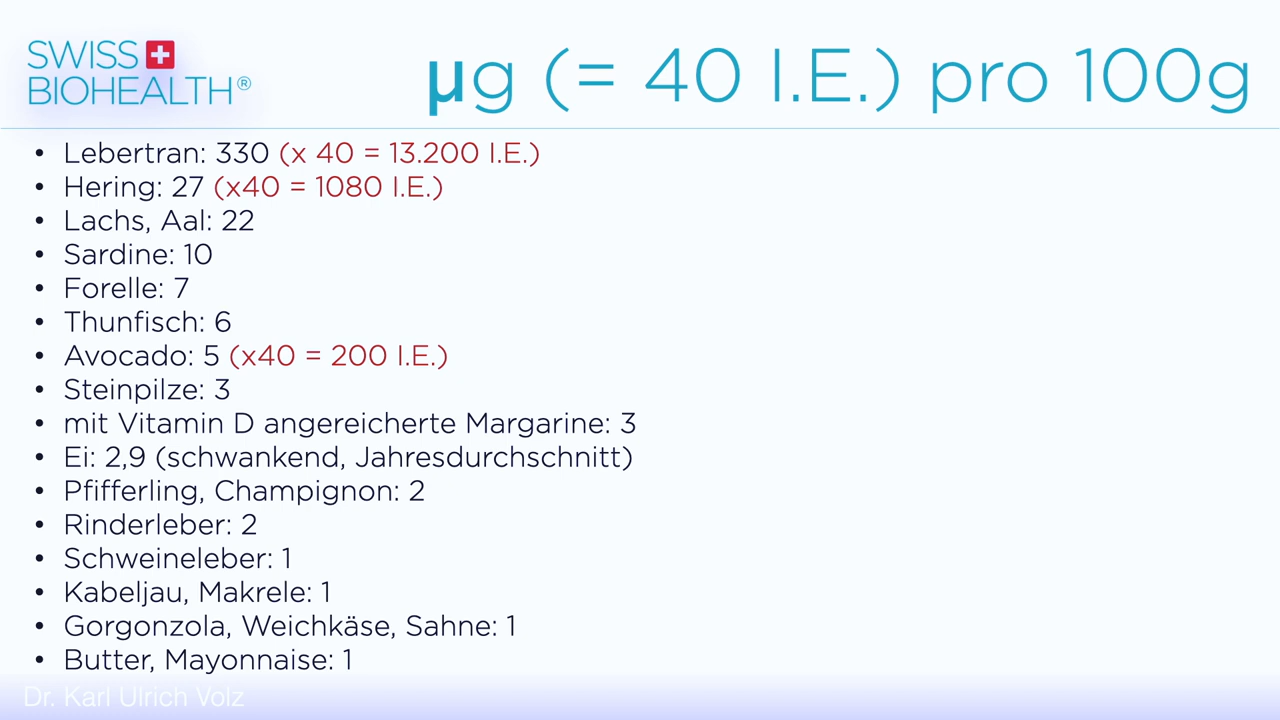 SWISS
BIOHEALTH®
µg (= 40 I.E.) pro 100g
• Lebertran: 330 (x 40 = 13.200 I.E.)
• Hering: 27 (x40 = 1080 I.E.)
• Lachs, Aal: 22
• Sardine: 10
• Forelle: 7
• Thunfisch: 6
• Avocado: 5 (x40 = 200 I.E.)
• Steinpilze: 3
• mit Vitamin D angereicherte Margarine: 3
• Ei: 2,9 (schwankend, Jahresdurchschnitt)
• Pfifferling, Champignon: 2
• Rinderleber: 2
• Schweineleber: 1
• Kabeljau, Makrele: 1
• Gorgonzola, Weichkäse, Sahne: 1
• Butter, Mayonnaise: 1
Dr. Karl Ulrich Volz